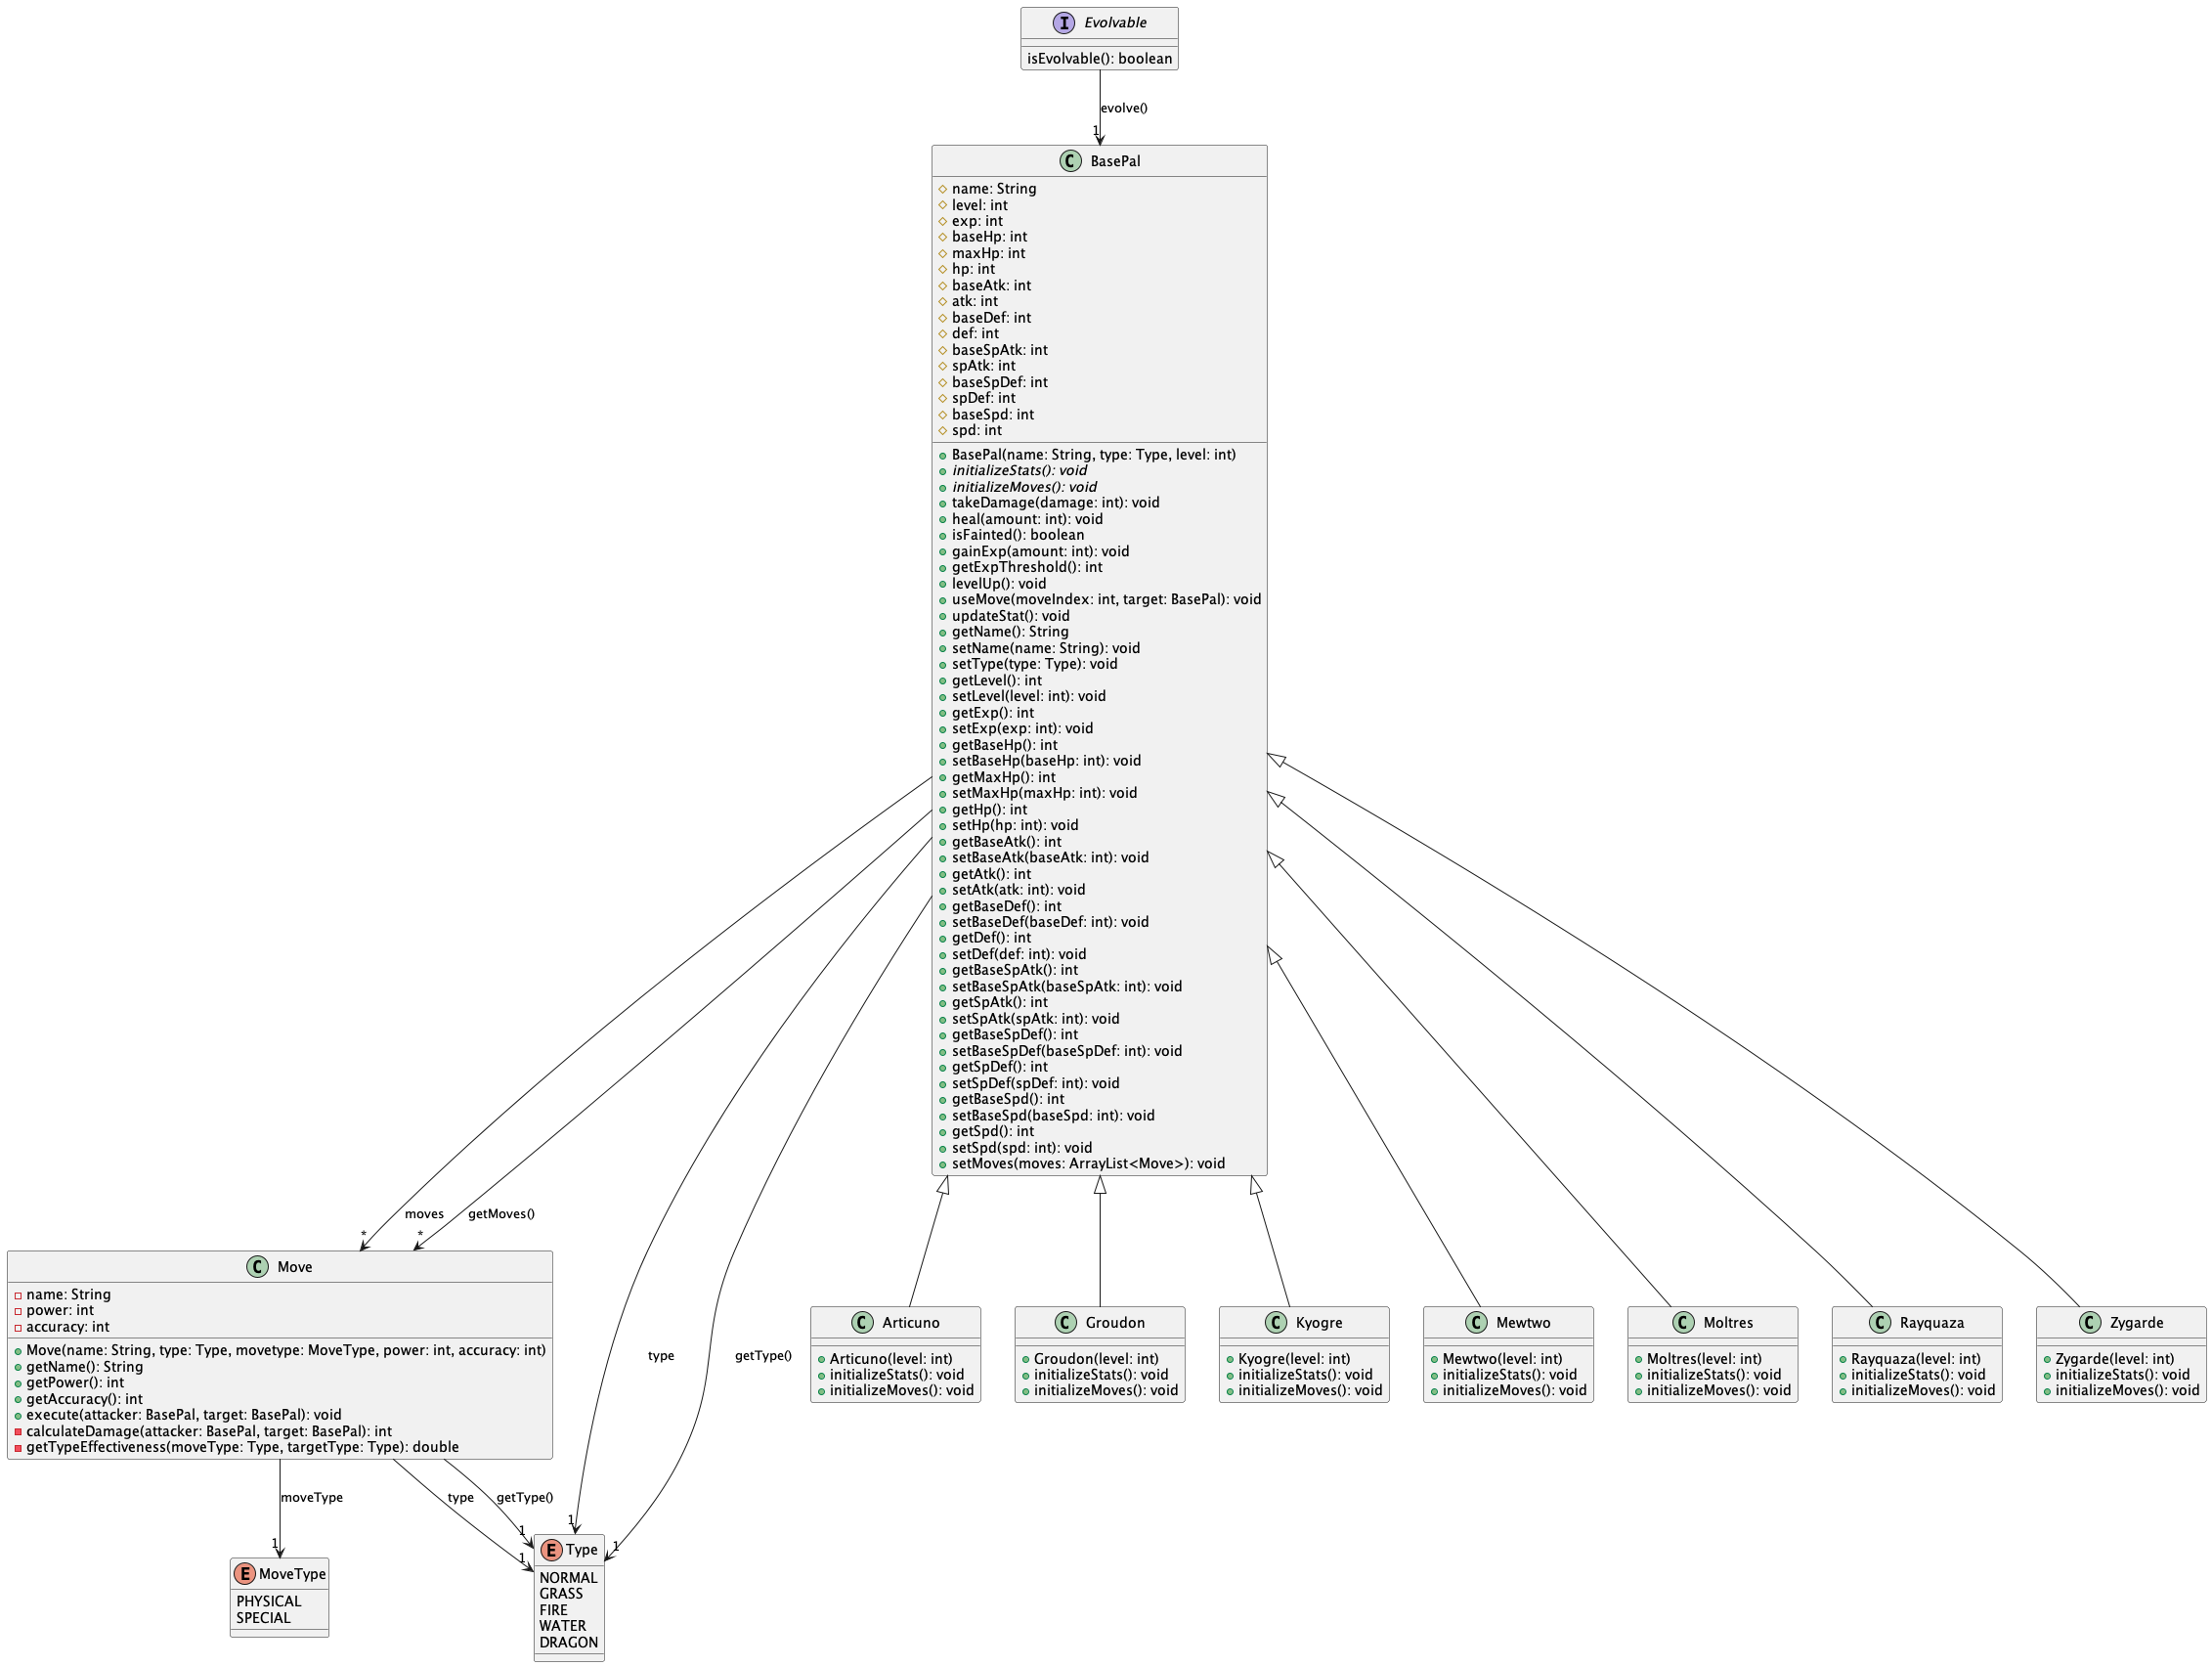 I Evolvable
isEvolvable(): boolean
evolve()
1
C BasePal
name: String
level: int
exp: int
baseHp: int
maxHp: int
hp: int
baseAtk: int
atk: int
baseDef: int
def: int
baseSpAtk: int
spAtk: int
baseSpDef: int
spDef: int
baseSpd: int
spd: int
BasePal(name: String, type: Type, level: int)
initializeStats(): void
initializeMoves(): void
takeDamage(damage: int): void
heal(amount: int): void
isFainted(): boolean
gainExp(amount: int): void
getExpThreshold(): int
levelUp(): void
useMove(moveIndex: int, target: BasePal): void
updateStat(): void
getName(): String
setName(name: String): void
setType(type: Type): void
getLevel(): int
setLevel(level: int): void
getExp(): int
setExp(exp: int): void
getBaseHp(): int
setBaseHp(baseHp: int): void
getMaxHp(): int
setMaxHp(maxHp: int): void
getHp(): int
setHp(hp: int): void
getBaseAtk(): int
setBaseAtk(baseAtk: int): void
getAtk(): int
setAtk(atk: int): void
getBaseDef(): int
setBaseDef(baseDef: int): void
getDef(): int
setDef(def: int): void
getBaseSpAtk(): int
setBaseSpAtk(baseSpAtk: int): void
getSpAtk(): int
setSpAtk(spAtk: int): void
getBaseSpDef(): int
setBaseSpDef(baseSpDef: int): void
getSpDef(): int
setSpDef(spDef: int): void
getBaseSpd(): int
setBaseSpd(baseSpd: int): void
getSpd(): int
setSpd(spd: int): void
setMoves(moves: ArrayList<Move>): void
moves
*
getMoves()
*
type
1
getType()
1
C Move
name: String
power: int
accuracy: int
Move(name: String, type: Type, movetype: MoveType, power: int, accuracy: int)
getName(): String
getPower(): int
getAccuracy(): int
execute(attacker: BasePal, target: BasePal): void
calculateDamage(attacker: BasePal, target: BasePal): int
getTypeEffectiveness(moveType: Type, targetType: Type): double
C Articuno
Articuno(level: int)
initializeStats(): void
initializeMoves(): void
C Groudon
Groudon(level: int)
initializeStats(): void
initializeMoves(): void
C Kyogre
Kyogre(level: int)
initializeStats(): void
initializeMoves(): void
C Mewtwo
Mewtwo(level: int)
initializeStats(): void
initializeMoves(): void
C Moltres
Moltres(level: int)
initializeStats(): void
initializeMoves(): void
C Rayquaza
Rayquaza(level: int)
initializeStats(): void
initializeMoves(): void
C Zygarde
Zygarde(level: int)
initializeStats(): void
initializeMoves(): void
moveType
1
type
1
getType()
1
E MoveType
PHYSICAL
SPECIAL
E Type
NORMAL
GRASS
FIRE
WATER
DRAGON